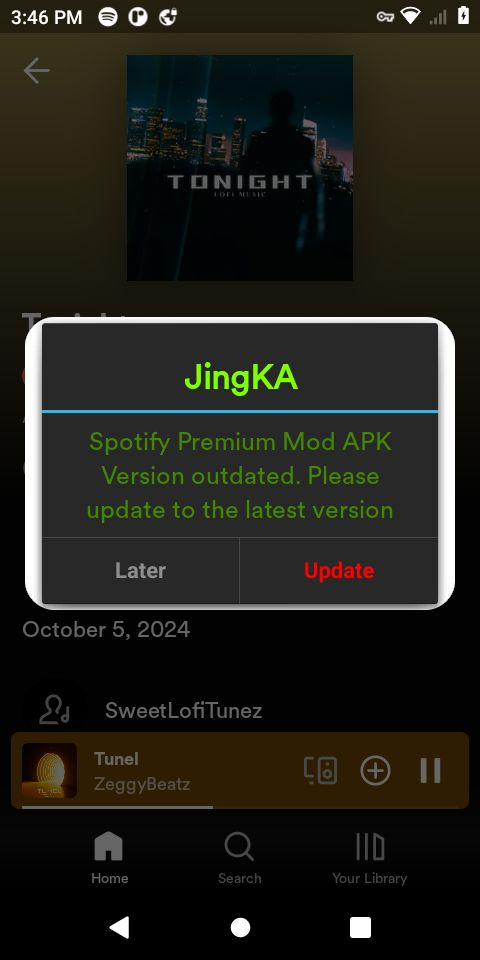 3:46 PM
TONIGHT
LOFI MUSIC
JingKA
Spotify Premium Mod APK
Version outdated. Please
update to the latest version
Later
Update
October 5, 2024
SweetLofiTunez
Tunel
ZeggyBeatz
Home
Search
Your Library